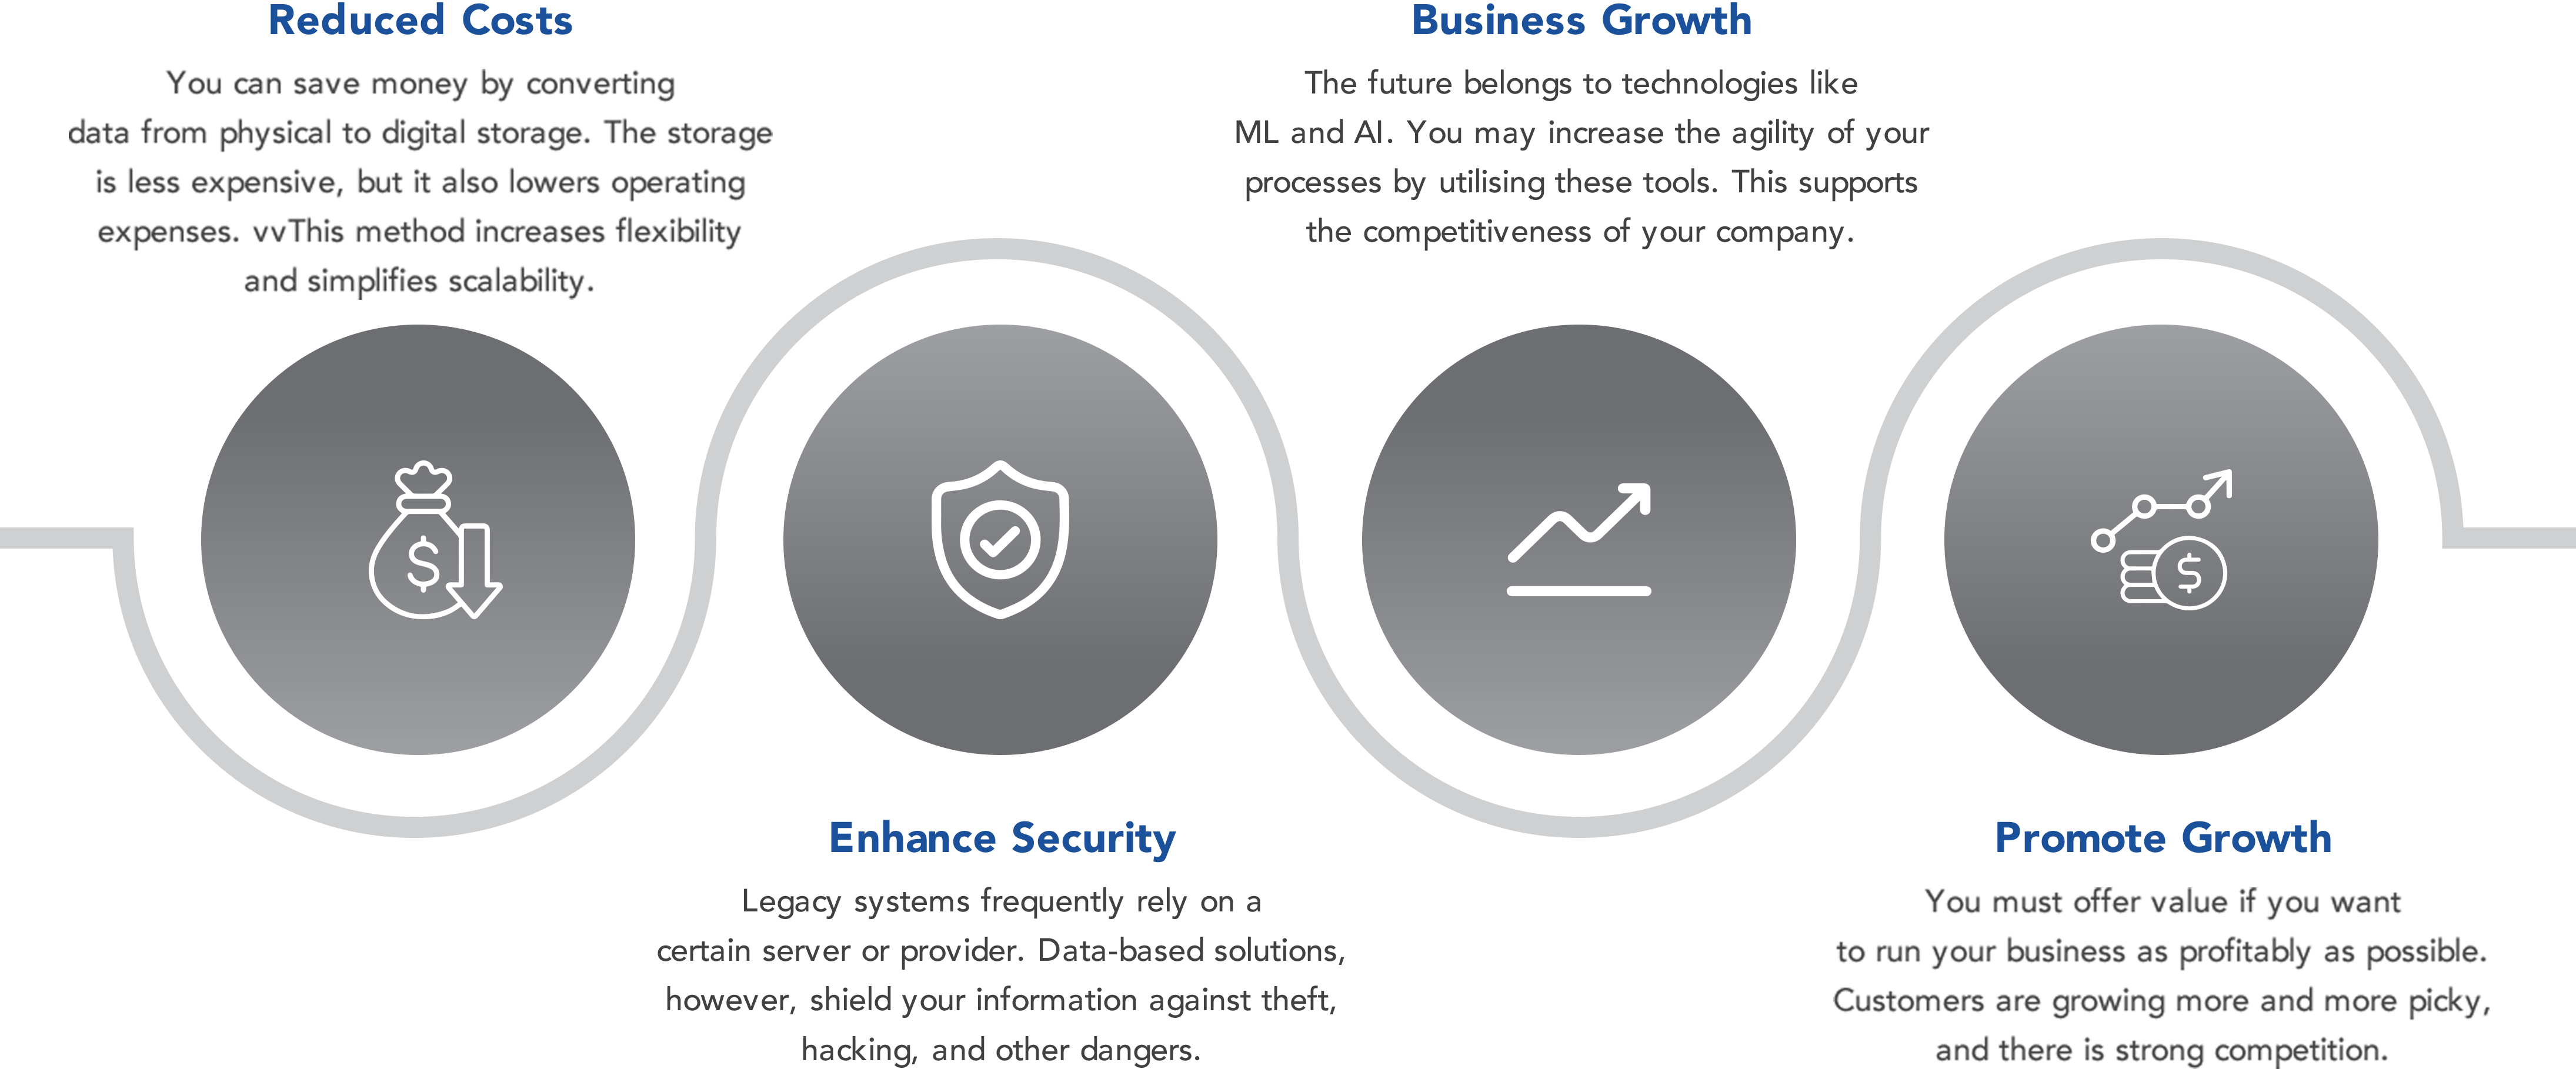 Reduced Costs
You can save money by converting
data from physical to digital storage. The storage
is less expensive, but it also lowers operating
expenses. vvThis method increases flexibility
and simplifies scalability.
Enhance Security
Legacy systems frequently rely on a
certain server or provider. Data-based solutions,
however, shield your information against theft,
hacking, and other dangers.
Business Growth
The future belongs to technologies like
ML and AI. You may increase the agility of your
processes by utilising these tools. This supports
the competitiveness of your company.
Promote Growth
You must offer value if you want
to run your business as profitably as possible.
Customers are growing more and more picky,
and there is strong competition.
$
$